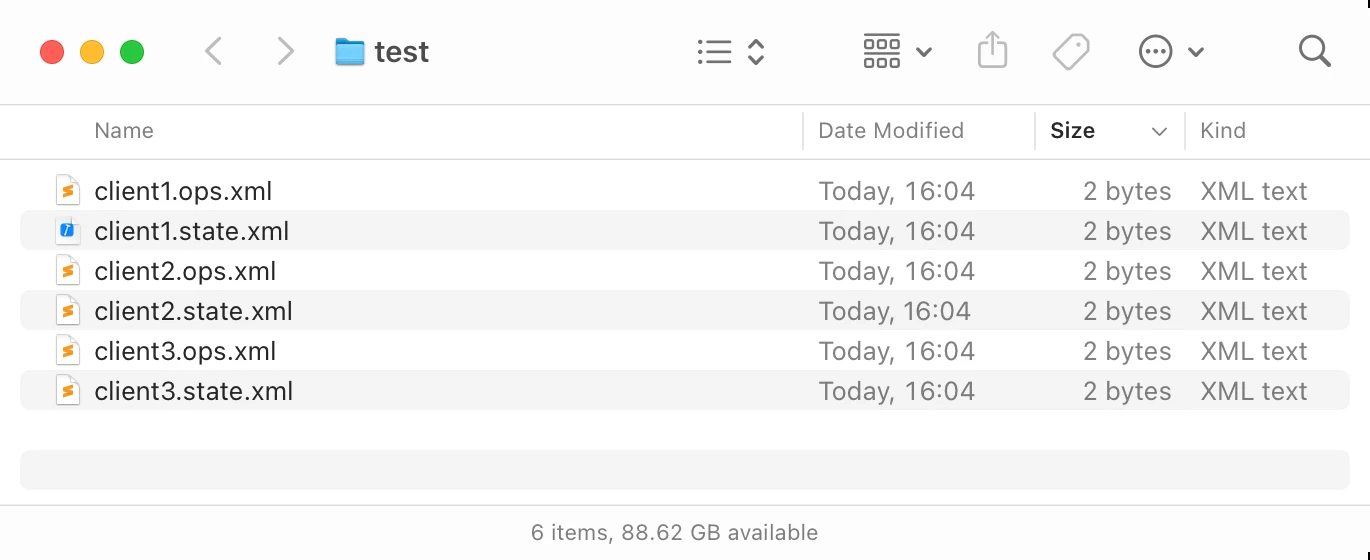 test
Name Date Modified Size Kind
client1.ops.xml Today, 16:04 2 bytes XML text
client1.state.xml Today, 16:04 2 bytes XML text
client2.ops.xml Today, 16:04 2 bytes XML text
client2.state.xml Today, 16:04 2 bytes XML text
client3.ops.xml Today, 16:04 2 bytes XML text
client3.state.xml Today, 16:04 2 bytes XML text
6 items, 88.62 GB available